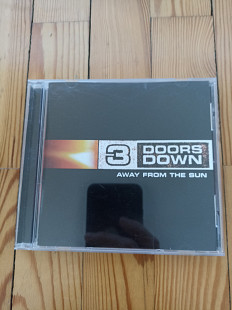 3 DOORS
DOWN
AWAY FROM THE SUN